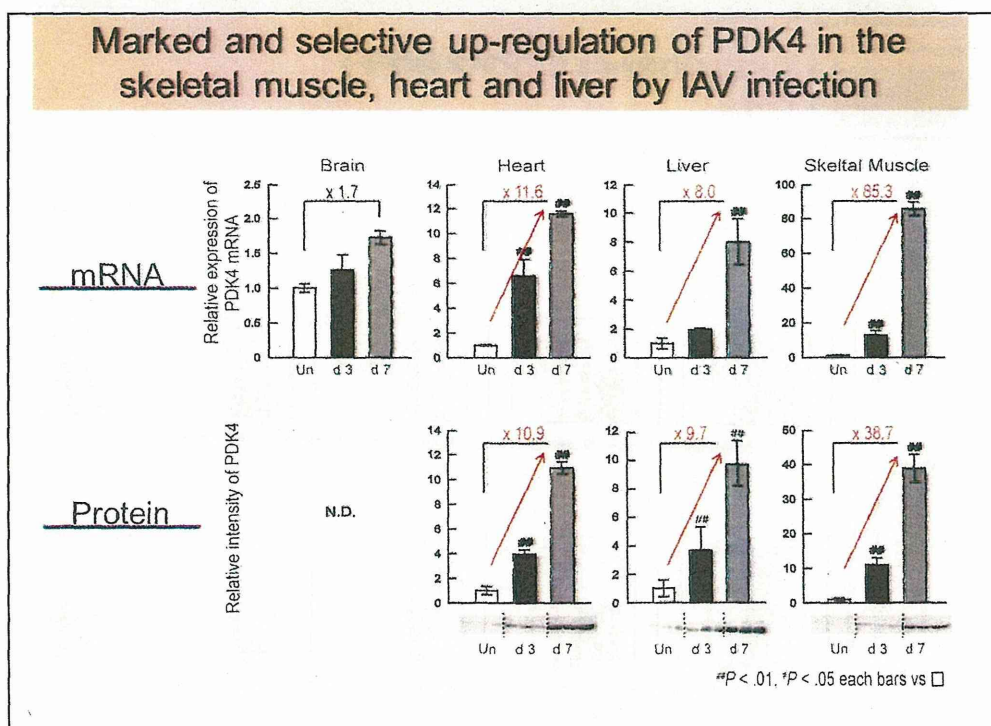 Marked and selective up-regulation of PDK4 in the
skeletal muscle, heart and liver by IAV infection
mRNA
Relative expression of
PDK4 mRNA
Brain
2.6
2.0
1.5
1.0
0.5
0
x 1.7
Un d 3 d 7
Heart
14
12
10
8
6
4
2
0
x 11.6
##
##
Un d 3 d 7
Liver
12
10
8
6
4
2
0
x 8.0
##
Un d 3 d 7
Skeltal Muscle
100
80
60
40
20
0
x 85.3
##
##
Un d 3 d 7
Protein
Relative intensity of PDK4
N.D.
14
12
10
8
6
4
2
0
x 10.9
##
##
Un d 3 d 7
12
10
8
6
4
2
0
x 9.7
##
##
Un d 3 d 7
50
40
30
20
10
0
x 38.7
##
##
Un d 3 d 7
##P < .01, #P < .05 each bars vs □